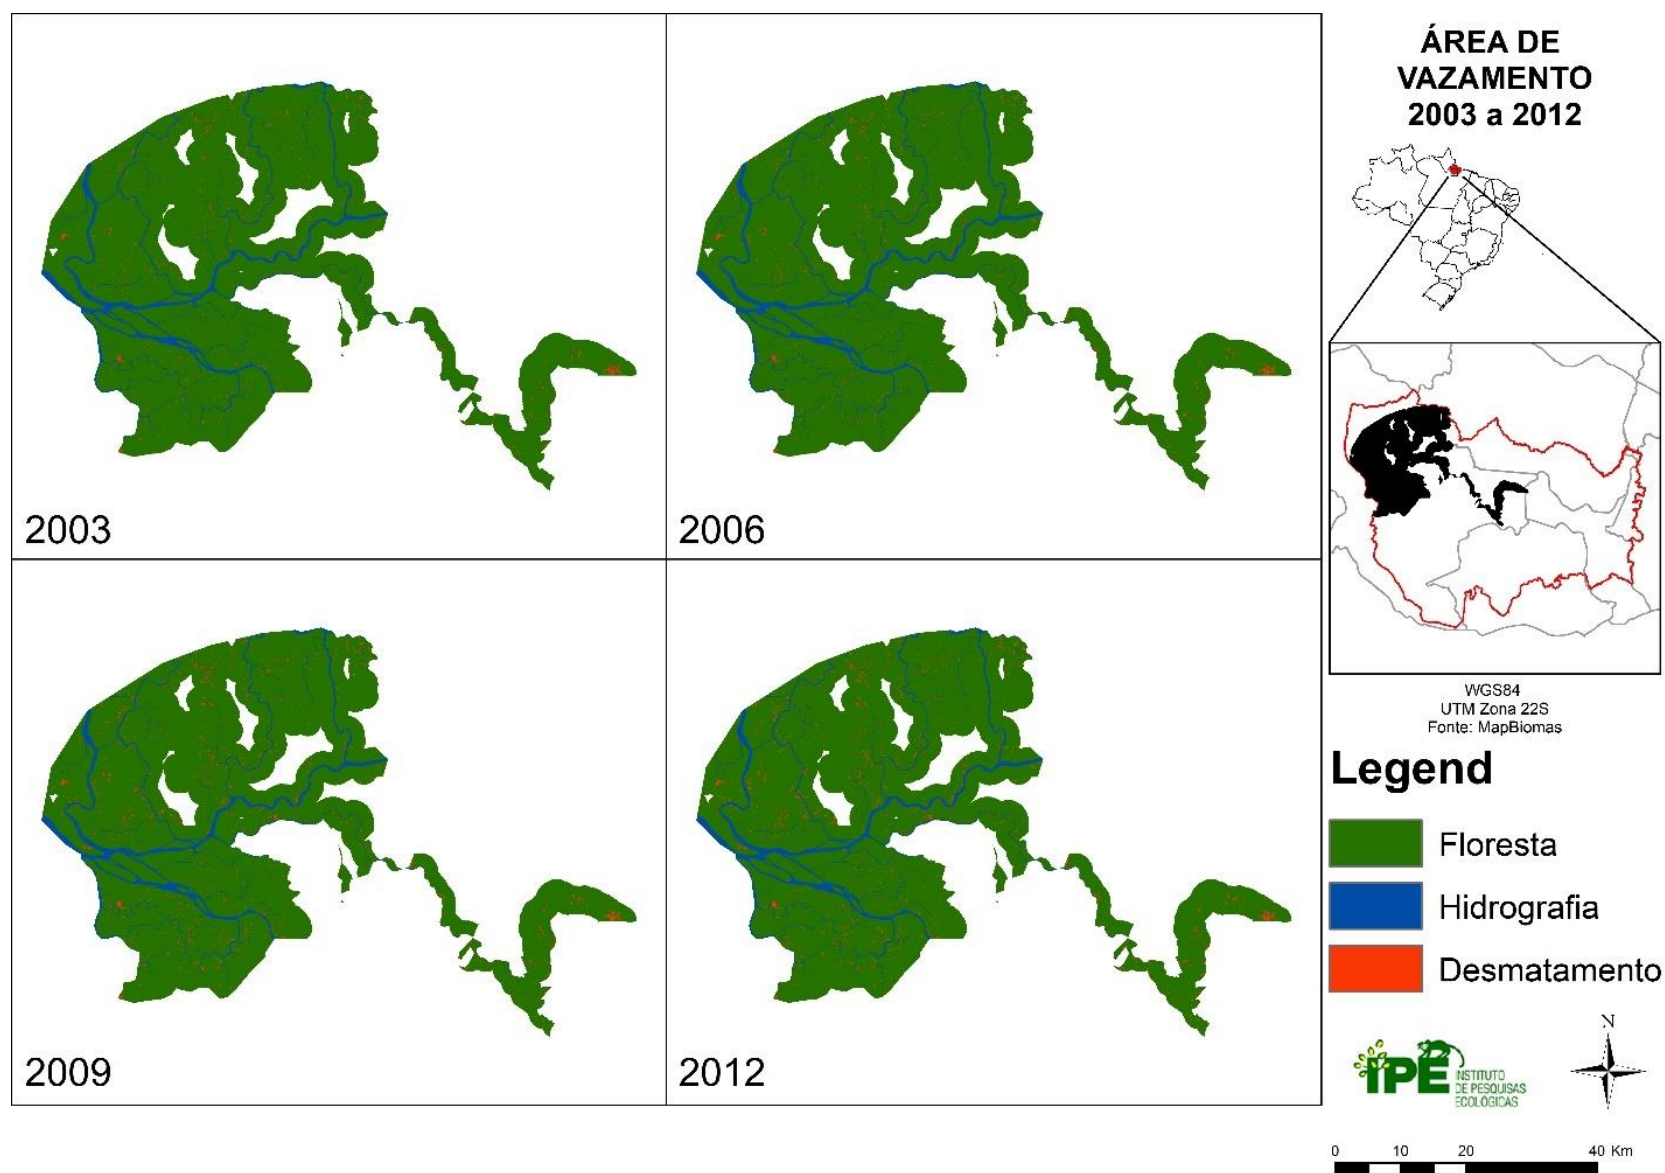 2003
2006
2009
2012
ÁREA DE
VAZAMENTO
2003 a 2012
WGS84
UTM Zona 22S
Fonte: MapBiomas
Legend
Floresta
Hidrografia
Desmatamento
IPÊ
INSTITUTO
DE PESQUISAS
ECOLÓGICAS
N
0 10 20 40 Km